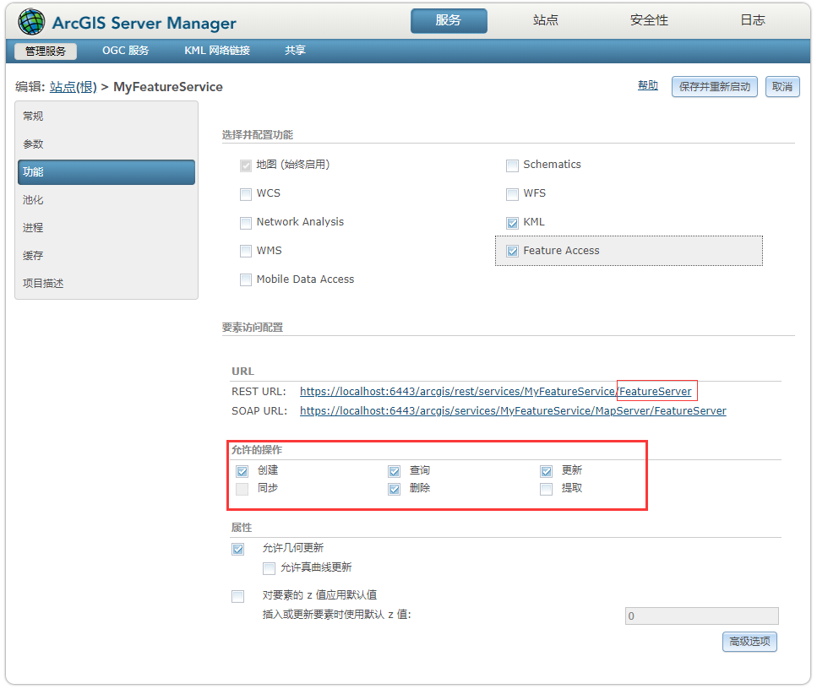 ArcGIS Server Manager
服务 站点 安全性 日志
管理服务 OGC 服务 KML 网络链接 共享
编辑: 站点(根) > MyFeatureService 帮助 保存并重新启动 取消
常规
参数
功能
池化
进程
缓存
项目描述
选择并配置功能
地图 (始终启用) Schematics
WCS WFS
Network Analysis KML
WMS Feature Access
Mobile Data Access
要素访问配置
URL
REST URL: https://localhost:6443/arcgis/rest/services/MyFeatureService/FeatureServer
SOAP URL: https://localhost:6443/arcgis/services/MyFeatureService/MapServer/FeatureServer
允许的操作
创建 查询 更新
同步 删除 提取
属性
允许几何更新
允许真曲线更新
对要素的 z 值应用默认值
插入或更新要素时使用默认 z 值: 0
高级选项